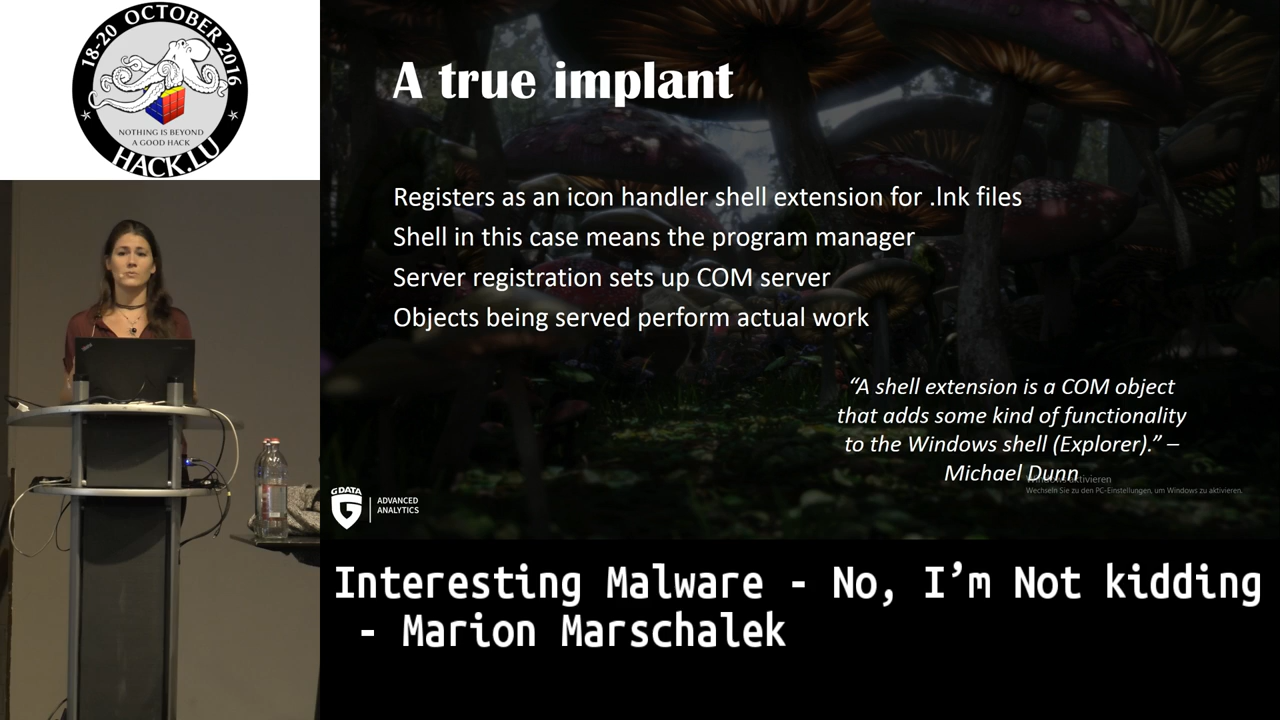 18-20 OCTOBER 2016
NOTHING IS BEYOND
A GOOD HACK
HACK.LU
A true implant
Registers as an icon handler shell extension for .lnk files
Shell in this case means the program manager
Server registration sets up COM server
Objects being served perform actual work
“A shell extension is a COM object
that adds some kind of functionality
to the Windows shell (Explorer).” –
Michael Dunn
aktivieren
Wechseln Sie zu den PC-Einstellungen, um Windows zu aktivieren.
G DATA
ADVANCED
ANALYTICS
Interesting Malware - No, I’m Not kidding
- Marion Marschalek